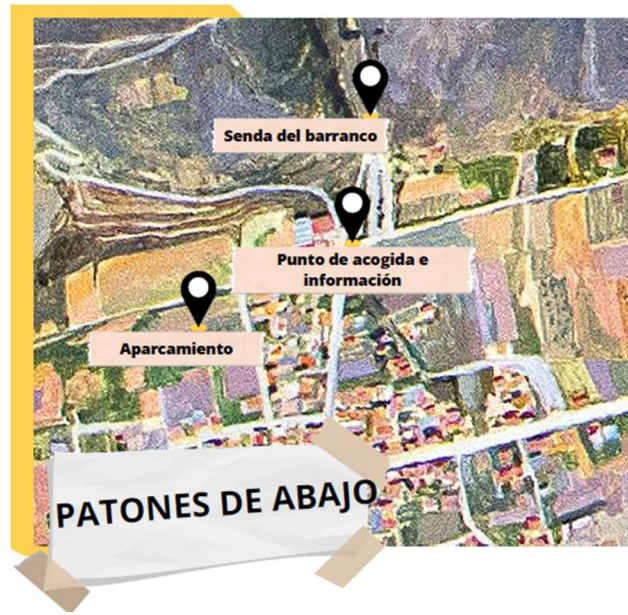 Senda del barranco
Punto de acogida e
información
Aparcamiento
PATONES DE ABAJO